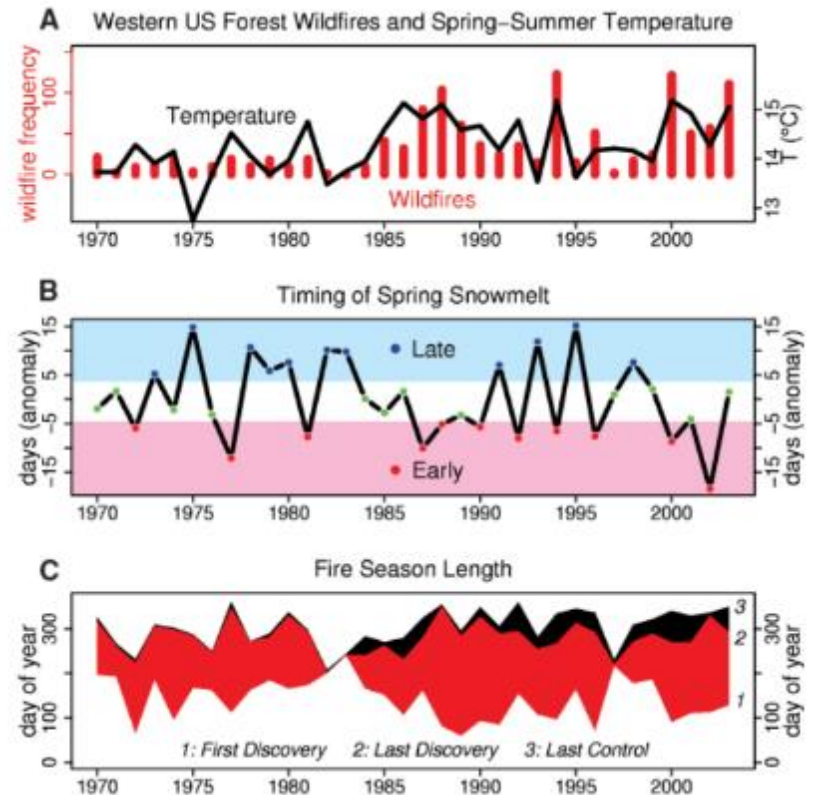 A Western US Forest Wildfires and Spring–Summer Temperature
wildfire frequency
100
0
Temperature
Wildfires
15
14
13
T (°C)
1970 1975 1980 1985 1990 1995 2000
B Timing of Spring Snowmelt
days (anomaly)
15
5
−5
−15
Late
Early
15
5
−5
−15
days (anomaly)
1970 1975 1980 1985 1990 1995 2000
C Fire Season Length
day of year
300
100
0
3
2
1
300
100
0
day of year
1: First Discovery 2: Last Discovery 3: Last Control
1970 1975 1980 1985 1990 1995 2000